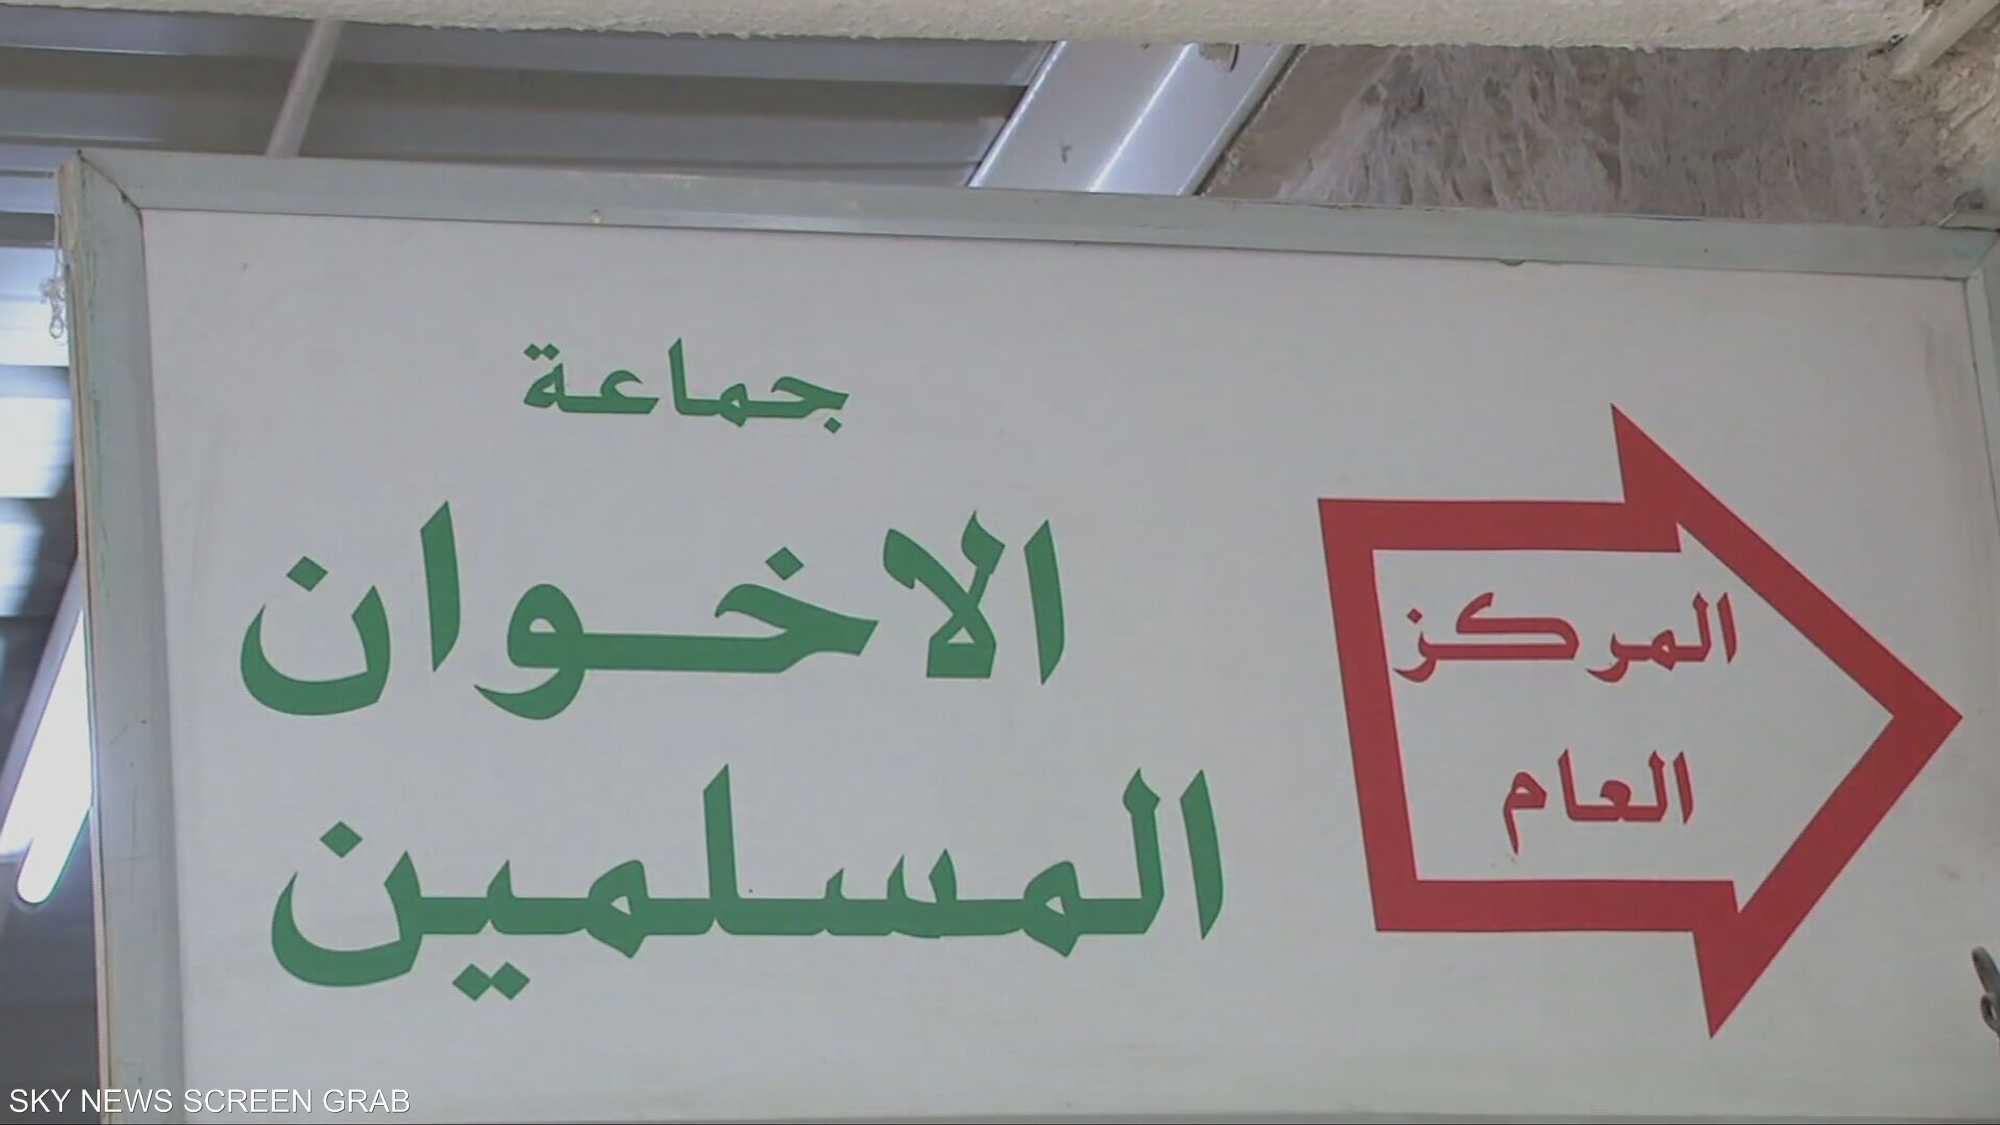 جماعة
الاخوان
المسلمين
المركز
العام
SKY NEWS SCREEN GRAB